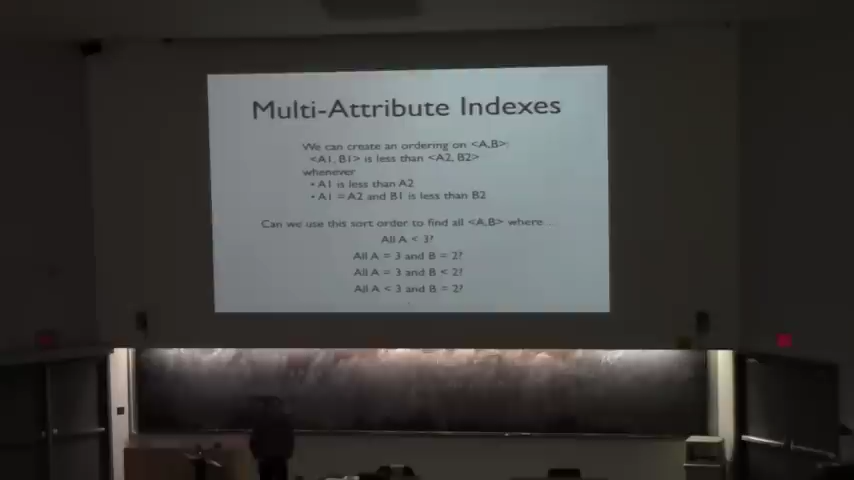 Multi-Attribute Indexes
We can create an ordering on <A,B>:
<A1, B1> is less than <A2, B2>
whenever
• A1 is less than A2
• A1 = A2 and B1 is less than B2
Can we use this sort order to find all <A,B> where...
All A < 3?
All A = 3 and B = 2?
All A = 3 and B < 2?
All A < 3 and B = 2?